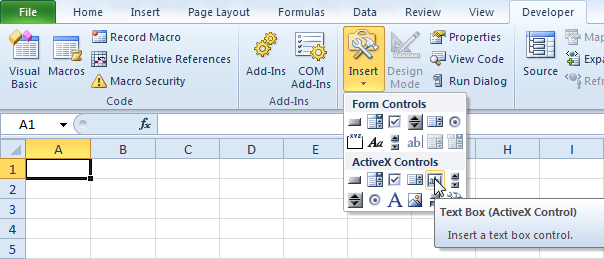 File Home Insert Page Layout Formulas Data Review View Developer
Visual Basic
Macros
Record Macro
Use Relative References
Macro Security
Code
Add-Ins
COM Add-Ins
Add-Ins
Insert
Design Mode
Properties
View Code
Run Dialog
Source
Map
Expa
Refr
Form Controls
XYZ
Aa
ab|
ActiveX Controls
A
A1
fx
A B C D E H I
1
2
3
4
5
Text Box (ActiveX Control)
Insert a text box control.